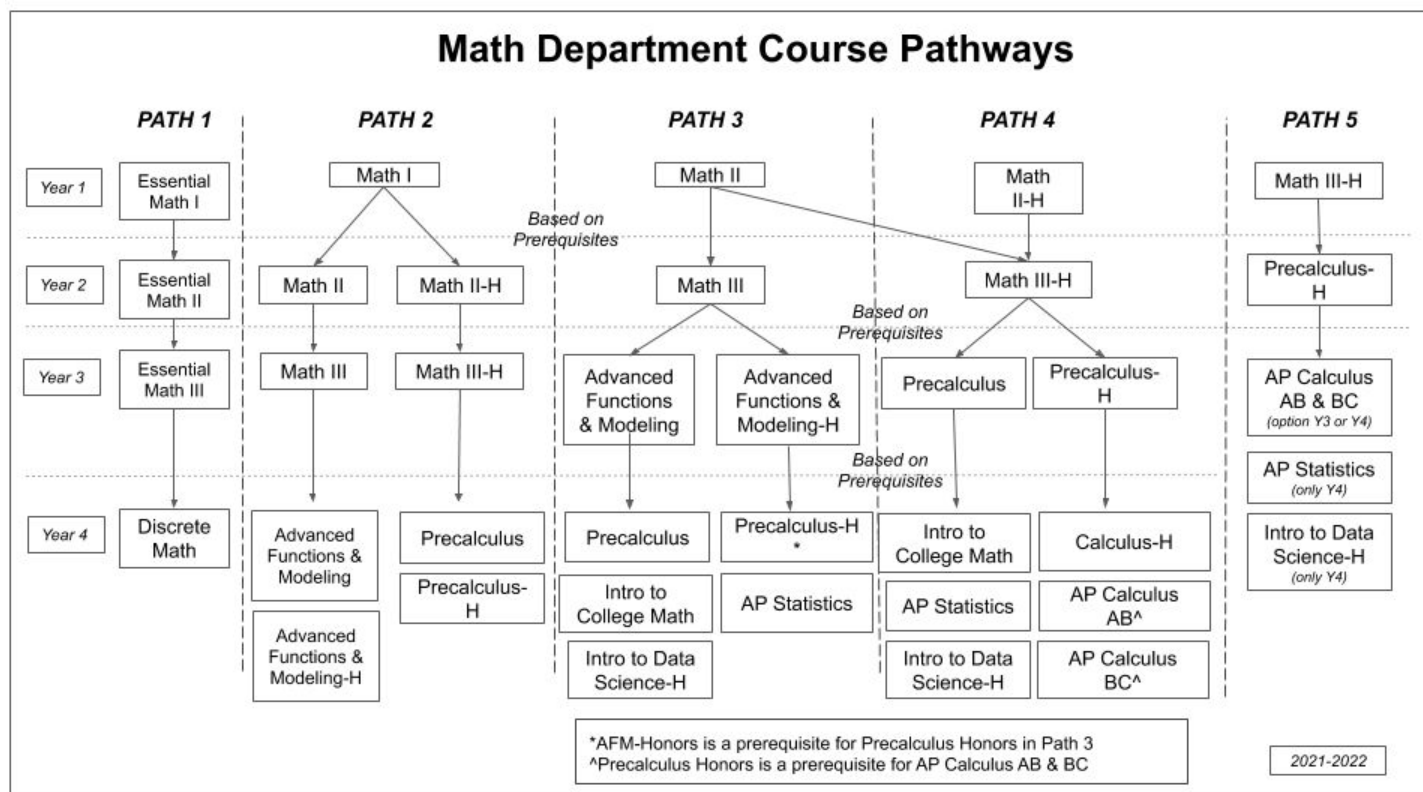 Math Department Course Pathways
PATH 1
PATH 2
PATH 3
PATH 4
PATH 5
Year 1
Essential
Math I
Math I
Math II
Math
II-H
Math III-H
Based on
Prerequisites
Year 2
Essential
Math II
Math II
Math II-H
Math III
Math III-H
Precalculus-
H
Based on
Prerequisites
Year 3
Essential
Math III
Math III
Math III-H
Advanced
Functions
& Modeling
Advanced
Functions &
Modeling-H
Precalculus
Precalculus-
H
AP Calculus
AB & BC
(option Y3 or Y4)
Based on
Prerequisites
AP Statistics
(only Y4)
Year 4
Discrete
Math
Advanced
Functions &
Modeling
Precalculus
Precalculus
Precalculus-H
*
Intro to
College Math
Calculus-H
Intro to Data
Science-H
(only Y4)
Precalculus-
H
Intro to
College Math
AP Statistics
AP Statistics
AP Calculus
AB^
Advanced
Functions &
Modeling-H
Intro to Data
Science-H
Intro to Data
Science-H
AP Calculus
BC^
*AFM-Honors is a prerequisite for Precalculus Honors in Path 3
^Precalculus Honors is a prerequisite for AP Calculus AB & BC
2021-2022